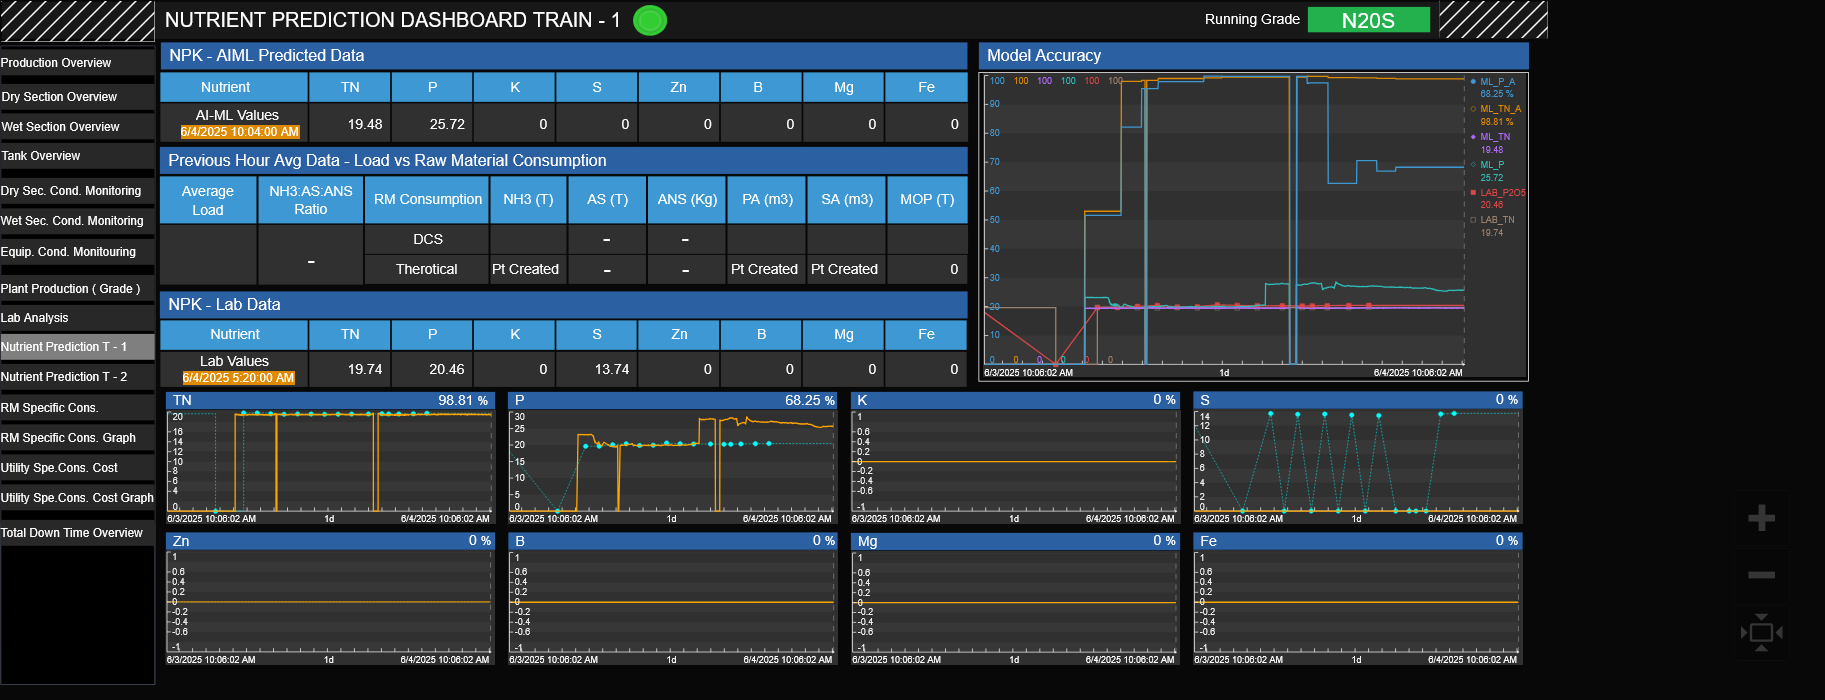 NUTRIENT PREDICTION DASHBOARD TRAIN - 1
Running Grade N20S
Production Overview
Dry Section Overview
Wet Section Overview
Tank Overview
Dry Sec. Cond. Monitoring
Wet Sec. Cond. Monitoring
Equip. Cond. Monitouring
Plant Production ( Grade )
Lab Analysis
Nutrient Prediction T - 1
Nutrient Prediction T - 2
RM Specific Cons.
RM Specific Cons. Graph
Utility Spe.Cons. Cost
Utility Spe.Cons. Cost Graph
Total Down Time Overview
NPK - AIML Predicted Data
Nutrient TN P K S Zn B Mg Fe
AI-ML Values
6/4/2025 10:04:00 AM
19.48 25.72 0 0 0 0 0 0
Previous Hour Avg Data - Load vs Raw Material Consumption
Average Load
NH3:AS:ANS Ratio
RM Consumption NH3 (T) AS (T) ANS (Kg) PA (m3) SA (m3) MOP (T)
DCS – –
–
Therotical Pt Created – – Pt Created Pt Created 0
NPK - Lab Data
Nutrient TN P K S Zn B Mg Fe
Lab Values
6/4/2025 5:20:00 AM
19.74 20.46 0 13.74 0 0 0 0
Model Accuracy
100 100 100 100 100 100
90
80
70
60
50
40
30
20
10
0 0 0 0 0 0
6/3/2025 10:06:02 AM 1d 6/4/2025 10:06:02 AM
ML_P_A
68.25 %
ML_TN_A
98.81 %
ML_TN
19.48
ML_P
25.72
LAB_P2O5
20.46
LAB_TN
19.74
TN 98.81 %
20
16
14
12
10
8
6
4
0
6/3/2025 10:06:02 AM 1d 6/4/2025 10:06:02 AM
P 68.25 %
30
25
20
15
10
5
0
6/3/2025 10:06:02 AM 1d 6/4/2025 10:06:02 AM
K 0 %
1
0.6
0.4
0.2
0
-0.2
-0.4
-0.6
-1
6/3/2025 10:06:02 AM 1d 6/4/2025 10:06:02 AM
S 0 %
14
12
10
8
6
4
2
0
6/3/2025 10:06:02 AM 1d 6/4/2025 10:06:02 AM
Zn 0 %
1
0.6
0.4
0.2
0
-0.2
-0.4
-0.6
-1
6/3/2025 10:06:02 AM 1d 6/4/2025 10:06:02 AM
B 0 %
1
0.6
0.4
0.2
0
-0.2
-0.4
-0.6
-1
6/3/2025 10:06:02 AM 1d 6/4/2025 10:06:02 AM
Mg 0 %
1
0.6
0.4
0.2
0
-0.2
-0.4
-0.6
-1
6/3/2025 10:06:02 AM 1d 6/4/2025 10:06:02 AM
Fe 0 %
1
0.6
0.4
0.2
0
-0.2
-0.4
-0.6
-1
6/3/2025 10:06:02 AM 1d 6/4/2025 10:06:02 AM